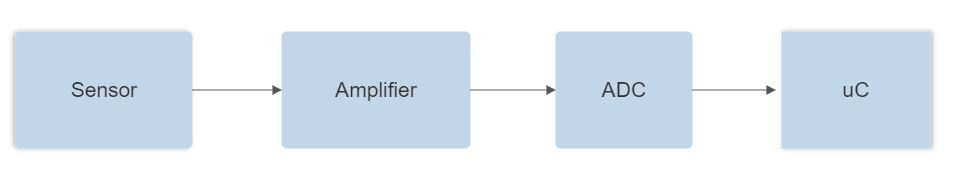 Sensor
Amplifier
ADC
uC